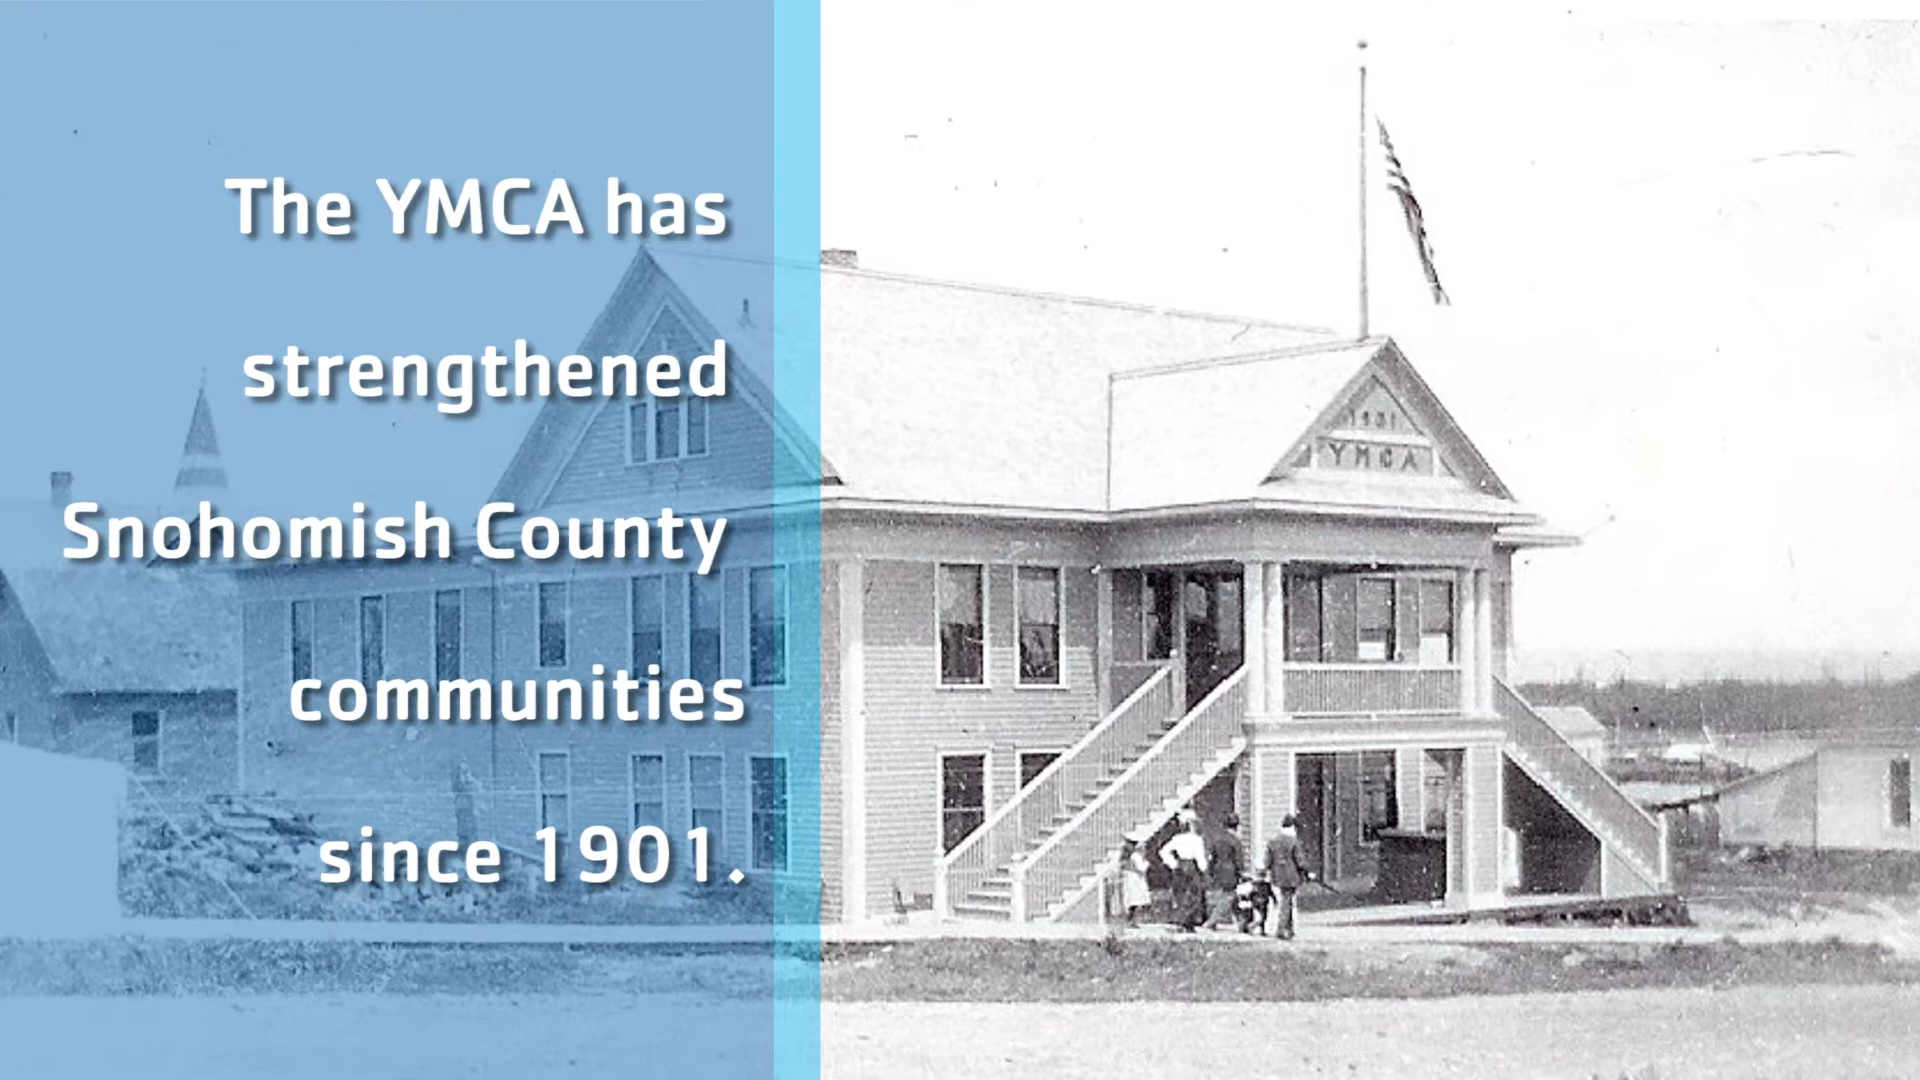 The YMCA has
strengthened
Snohomish County
communities
since 1901.
1901
YMCA